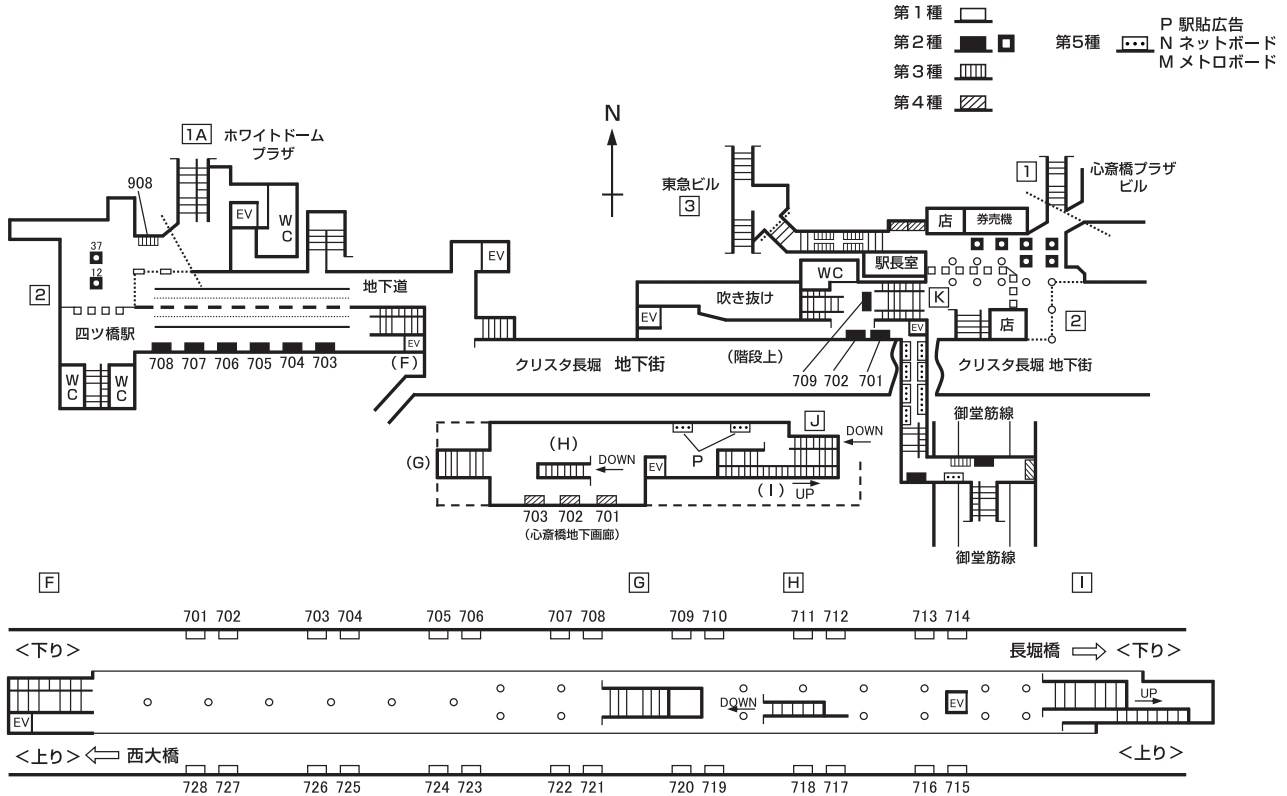 第1種
第2種
第3種
第4種
第5種
P 駅貼広告
N ネットボード
M メトロボード
N
1A
ホワイトドーム
プラザ
908
EV
WC
37
12
2
四ツ橋駅
地下道
EV
WC
WC
708 707 706 705 704 703
(F)
EV
東急ビル
3
1
心斎橋プラザ
ビル
店
券売機
駅長室
WC
吹き抜け
EV
K
EV
店
2
(階段上)
クリスタ長堀 地下街
709 702 701
クリスタ長堀 地下街
御堂筋線
御堂筋線
J
DOWN
(H)
DOWN
(G)
P
EV
(I)
UP
703 702 701
(心斎橋地下画廊)
F
G
H
I
701 702 703 704 705 706 707 708 709 710 711 712 713 714
<下り>
長堀橋
<下り>
EV
DOWN
EV
UP
<上り>
西大橋
<上り>
728 727 726 725 724 723 722 721 720 719 718 717 716 715